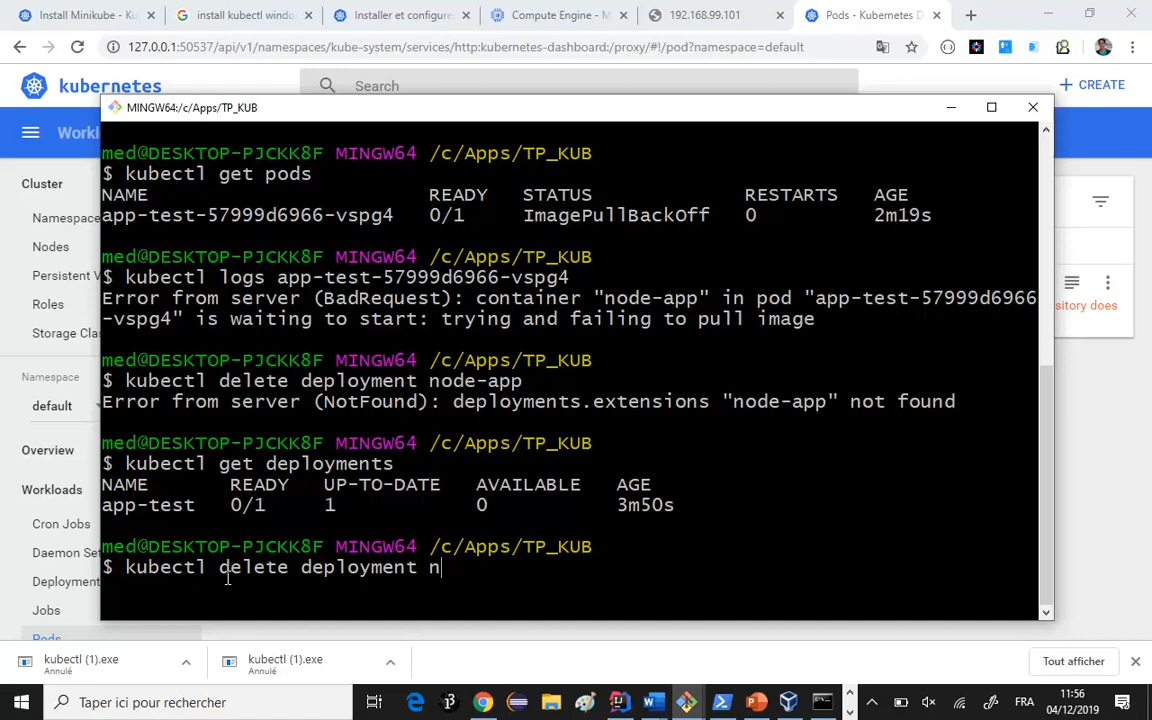 Install Minikube - Kub
install kubectl windo
Installer et configure
Compute Engine - M
192.168.99.101
Pods - Kubernetes D
127.0.0.1:50537/api/v1/namespaces/kube-system/services/http:kubernetes-dashboard:/proxy/#!/pod?namespace=default
kubernetes
Search
+ CREATE
MINGW64:/c/Apps/TP_KUB
Workl
med@DESKTOP-PJCKK8F MINGW64 /c/Apps/TP_KUB
$ kubectl get pods
NAME READY STATUS RESTARTS AGE
app-test-57999d6966-vspg4 0/1 ImagePullBackOff 0 2m19s
med@DESKTOP-PJCKK8F MINGW64 /c/Apps/TP_KUB
$ kubectl logs app-test-57999d6966-vspg4
Error from server (BadRequest): container "node-app" in pod "app-test-57999d6966
-vspg4" is waiting to start: trying and failing to pull image
med@DESKTOP-PJCKK8F MINGW64 /c/Apps/TP_KUB
$ kubectl delete deployment node-app
Error from server (NotFound): deployments.extensions "node-app" not found
med@DESKTOP-PJCKK8F MINGW64 /c/Apps/TP_KUB
$ kubectl get deployments
NAME READY UP-TO-DATE AVAILABLE AGE
app-test 0/1 1 0 3m50s
med@DESKTOP-PJCKK8F MINGW64 /c/Apps/TP_KUB
$ kubectl delete deployment n
Cluster
Namespace
Nodes
Persistent V
Roles
Storage Clas
Namespace
default
Overview
Workloads
Cron Jobs
Daemon Set
Deployment
Jobs
Pods
ository does
kubectl (1).exe
Annulé
kubectl (1).exe
Annulé
Tout afficher
Taper ici pour rechercher
FRA
11:56
04/12/2019